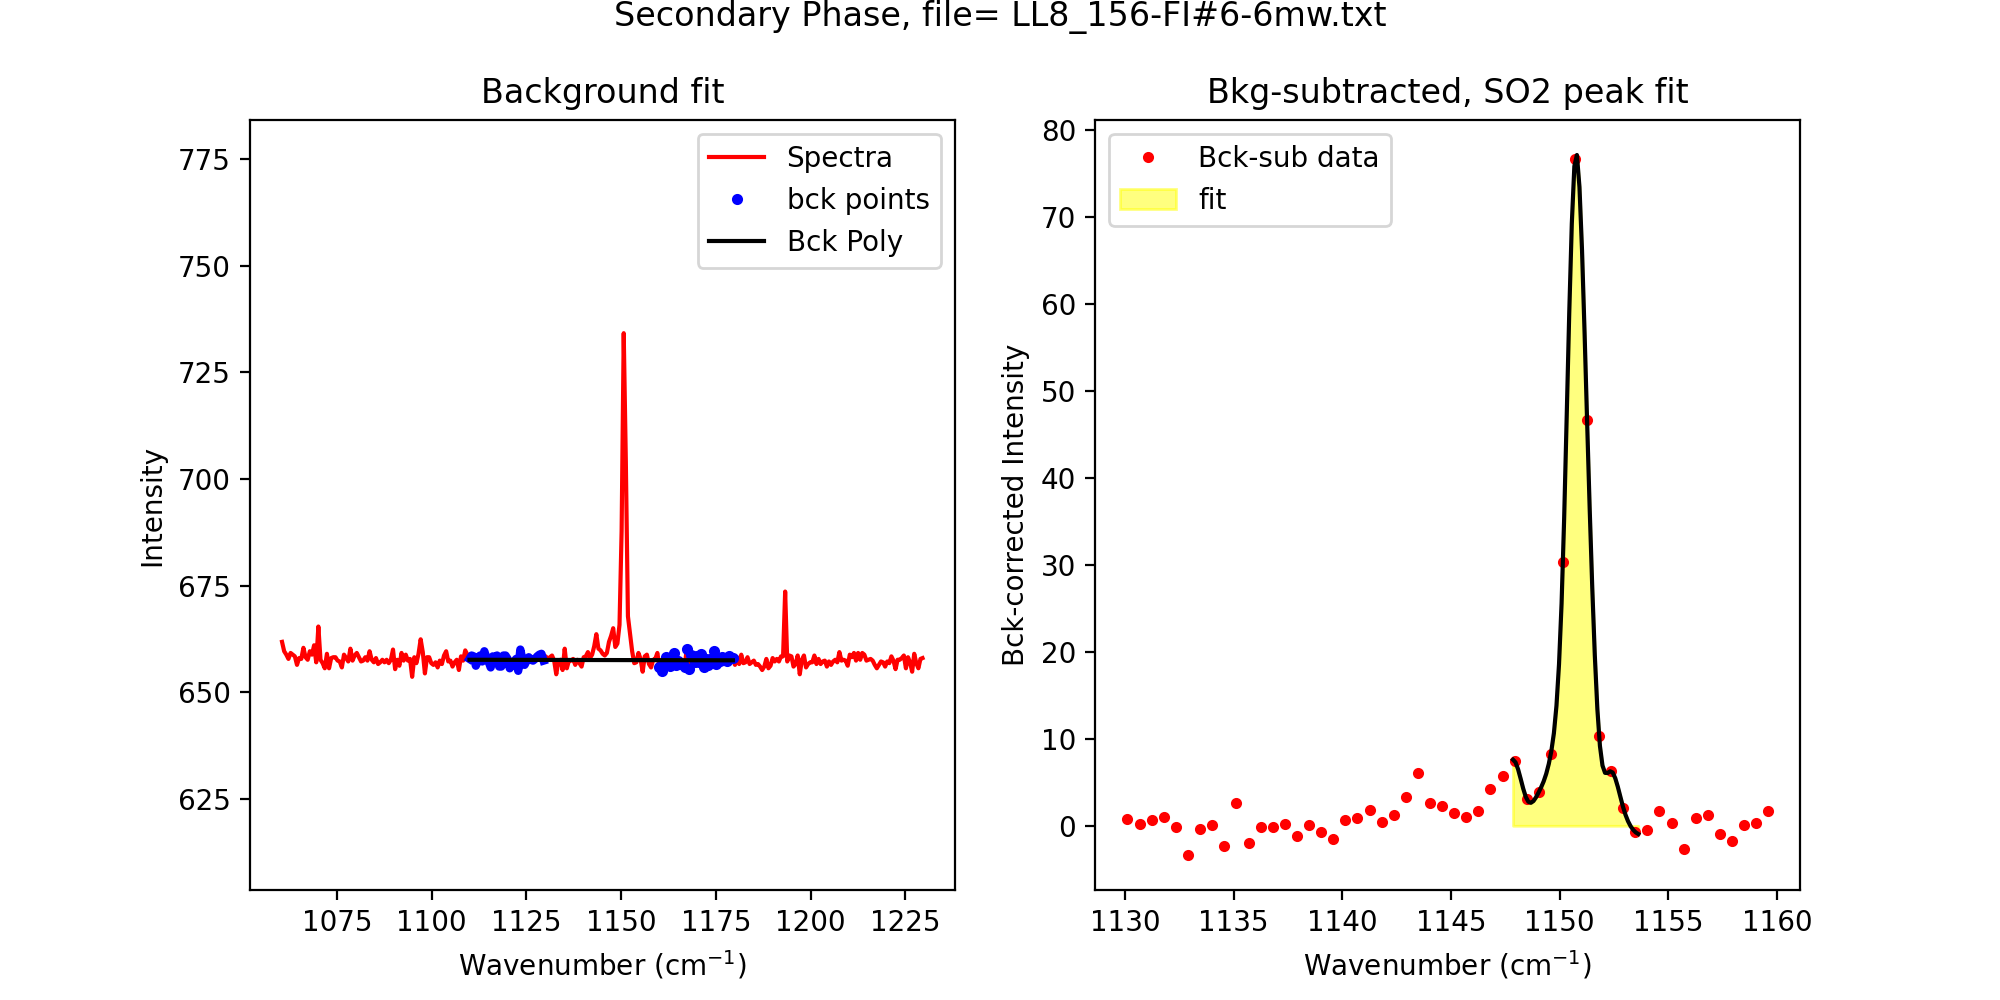 Secondary Phase, file= LL8_156-FI#6-6mw.txt
Background fit
775
750
725
700
675
650
625
Intensity
Spectra
bck points
Bck Poly
1075 1100 1125 1150 1175 1200 1225
Wavenumber (cm⁻¹)
Bkg-subtracted, SO2 peak fit
80
70
60
50
40
30
20
10
0
Bck-corrected Intensity
Bck-sub data
fit
1130 1135 1140 1145 1150 1155 1160
Wavenumber (cm⁻¹)